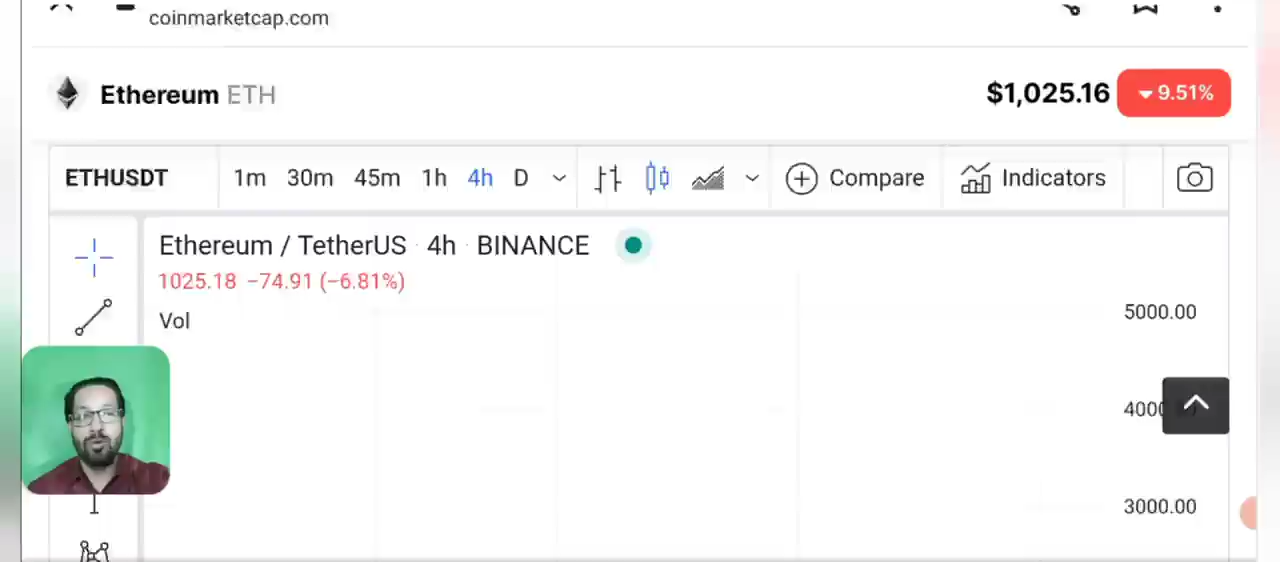 coinmarketcap.com
Ethereum ETH
$1,025.16 9.51%
ETHUSDT 1m 30m 45m 1h 4h D Compare Indicators
Ethereum / TetherUS · 4h · BINANCE
1025.18 −74.91 (−6.81%)
Vol
5000.00
3000.00